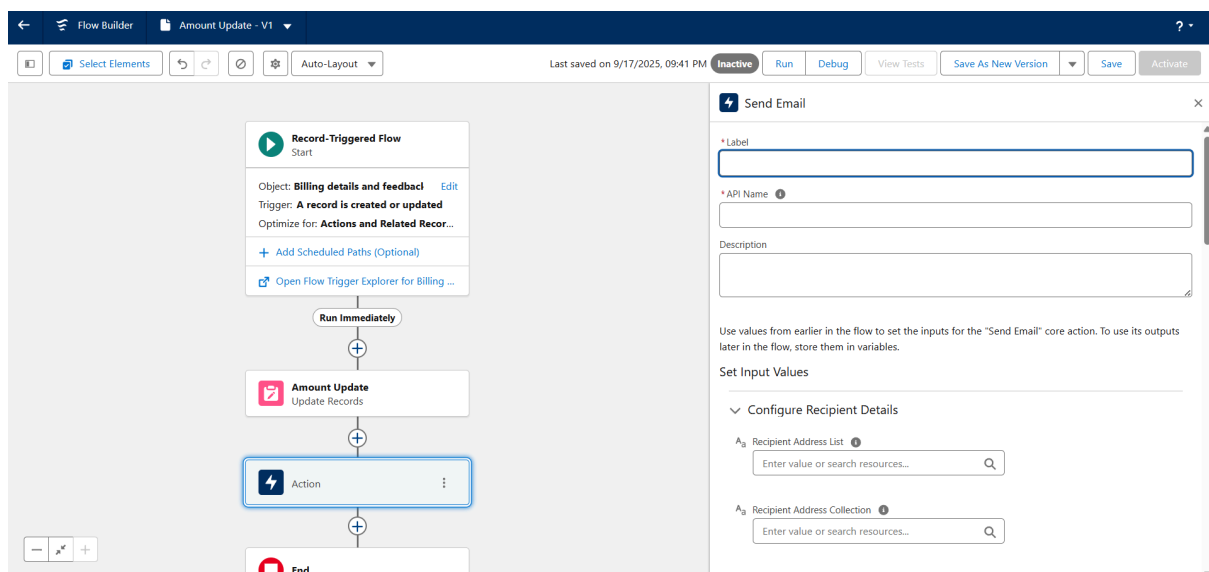 Flow Builder
Amount Update - V1
?
Select Elements
Auto-Layout
Last saved on 9/17/2025, 09:41 PM
Inactive
Run
Debug
View Tests
Save As New Version
Save
Activate
Record-Triggered Flow
Start
Object: Billing details and feedback
Edit
Trigger: A record is created or updated
Optimize for: Actions and Related Recor...
+ Add Scheduled Paths (Optional)
Open Flow Trigger Explorer for Billing ...
Run Immediately
Amount Update
Update Records
Action
End
Send Email
*Label
*API Name
Description
Use values from earlier in the flow to set the inputs for the "Send Email" core action. To use its outputs
later in the flow, store them in variables.
Set Input Values
Configure Recipient Details
Aa Recipient Address List
Enter value or search resources...
Aa Recipient Address Collection
Enter value or search resources...